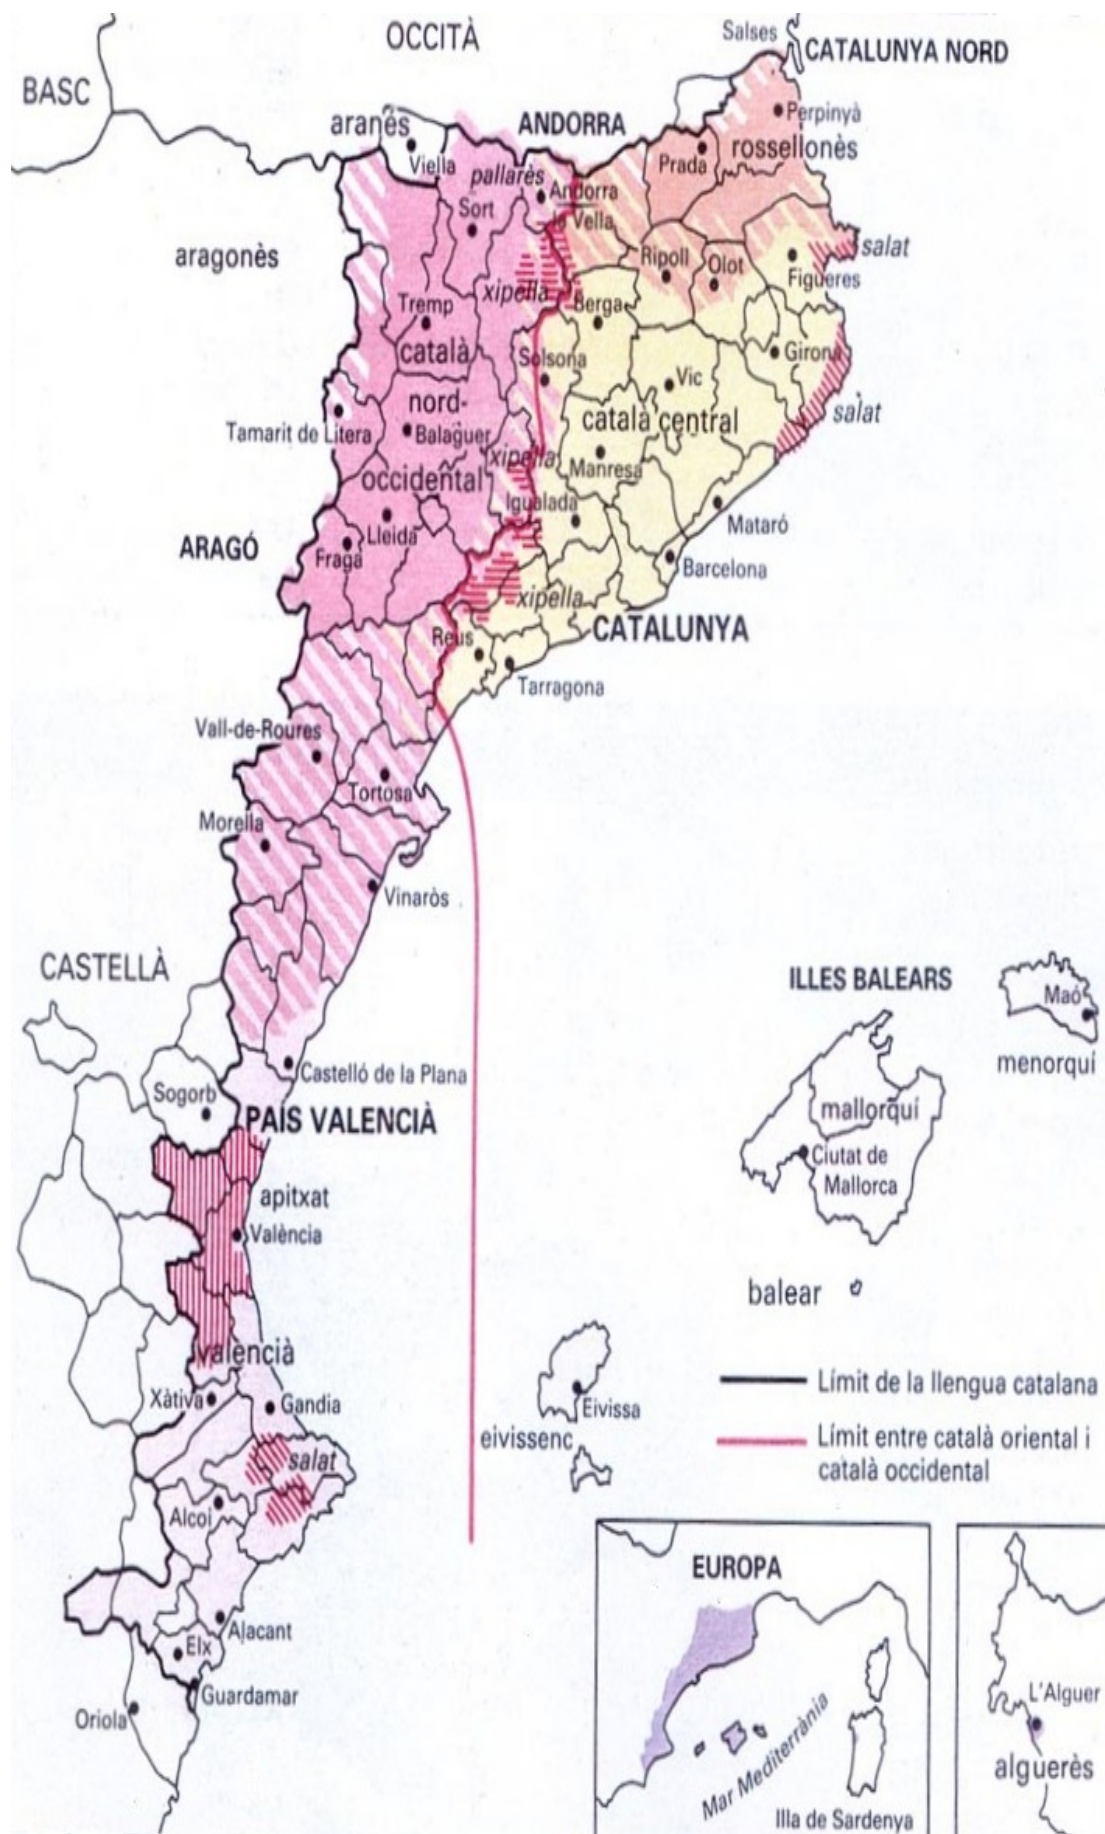 OCCITÀ
Salses
CATALUNYA NORD
BASC
Perpinyà
aranès
ANDORRA
rossellonès
Viella
Prada
pallarès
Andorra
la Vella
Sort
aragonès
salat
Ripoll
Olot
Figueres
xipella
Tremp
Berga
català
Solsona
Girona
Vic
nord-
català central
salat
Tamarit de Litera
Balaguer
xipella
Manresa
occidental
Igualada
Mataró
Lleida
ARAGÓ
Fraga
Barcelona
xipella
CATALUNYA
Reus
Tarragona
Vall-de-Roures
Tortosa
Morella
Vinaròs
CASTELLÀ
ILLES BALEARS
Maó
menorquí
Castelló de la Plana
Sogorb
PAÍS VALENCIÀ
mallorquí
Ciutat de
Mallorca
apitxat
València
balear
valencià
Límit de la llengua catalana
Xàtiva
Gandia
Eivissa
eivissenc
Límit entre català oriental i
català occidental
salat
Alcoi
EUROPA
Alacant
Elx
Guardamar
Oriola
L'Alguer
alguerès
Mar Mediterrània
Illa de Sardenya